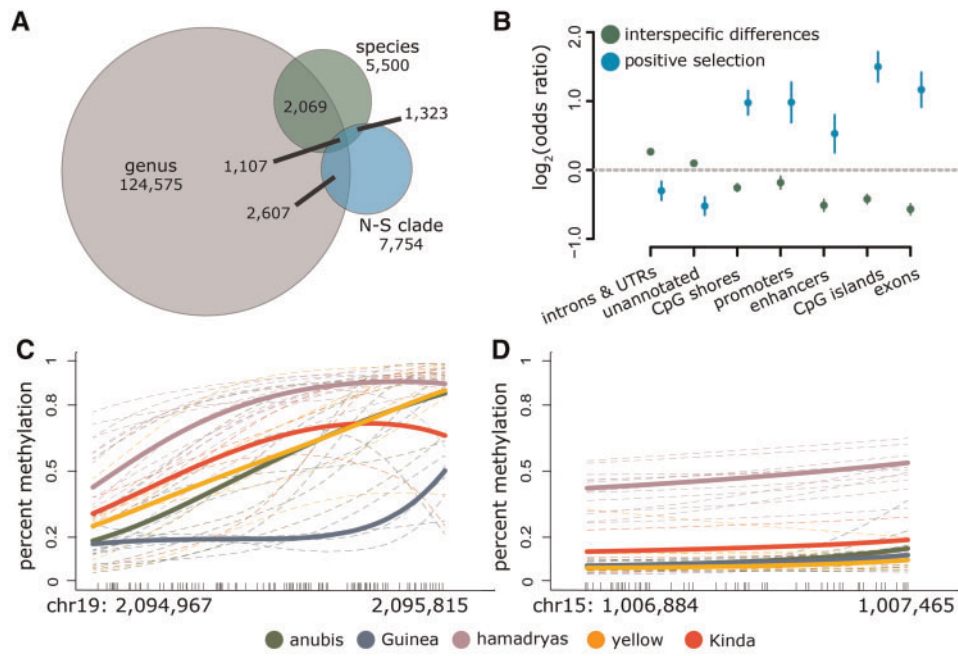 A
species
5,500
2,069
1,323
genus
124,575
1,107
2,607
N-S clade
7,754
B
interspecific differences
positive selection
log2(odds ratio)
2.0
1.0
0.0
−1.0
introns & UTRs
unannotated
CpG shores
promoters
enhancers
CpG islands
exons
C
percent methylation
1
0.8
0.5
0.2
0
chr19: 2,094,967
2,095,815
D
percent methylation
1
0.8
0.5
0.2
0
chr15: 1,006,884
1,007,465
anubis Guinea hamadryas yellow Kinda